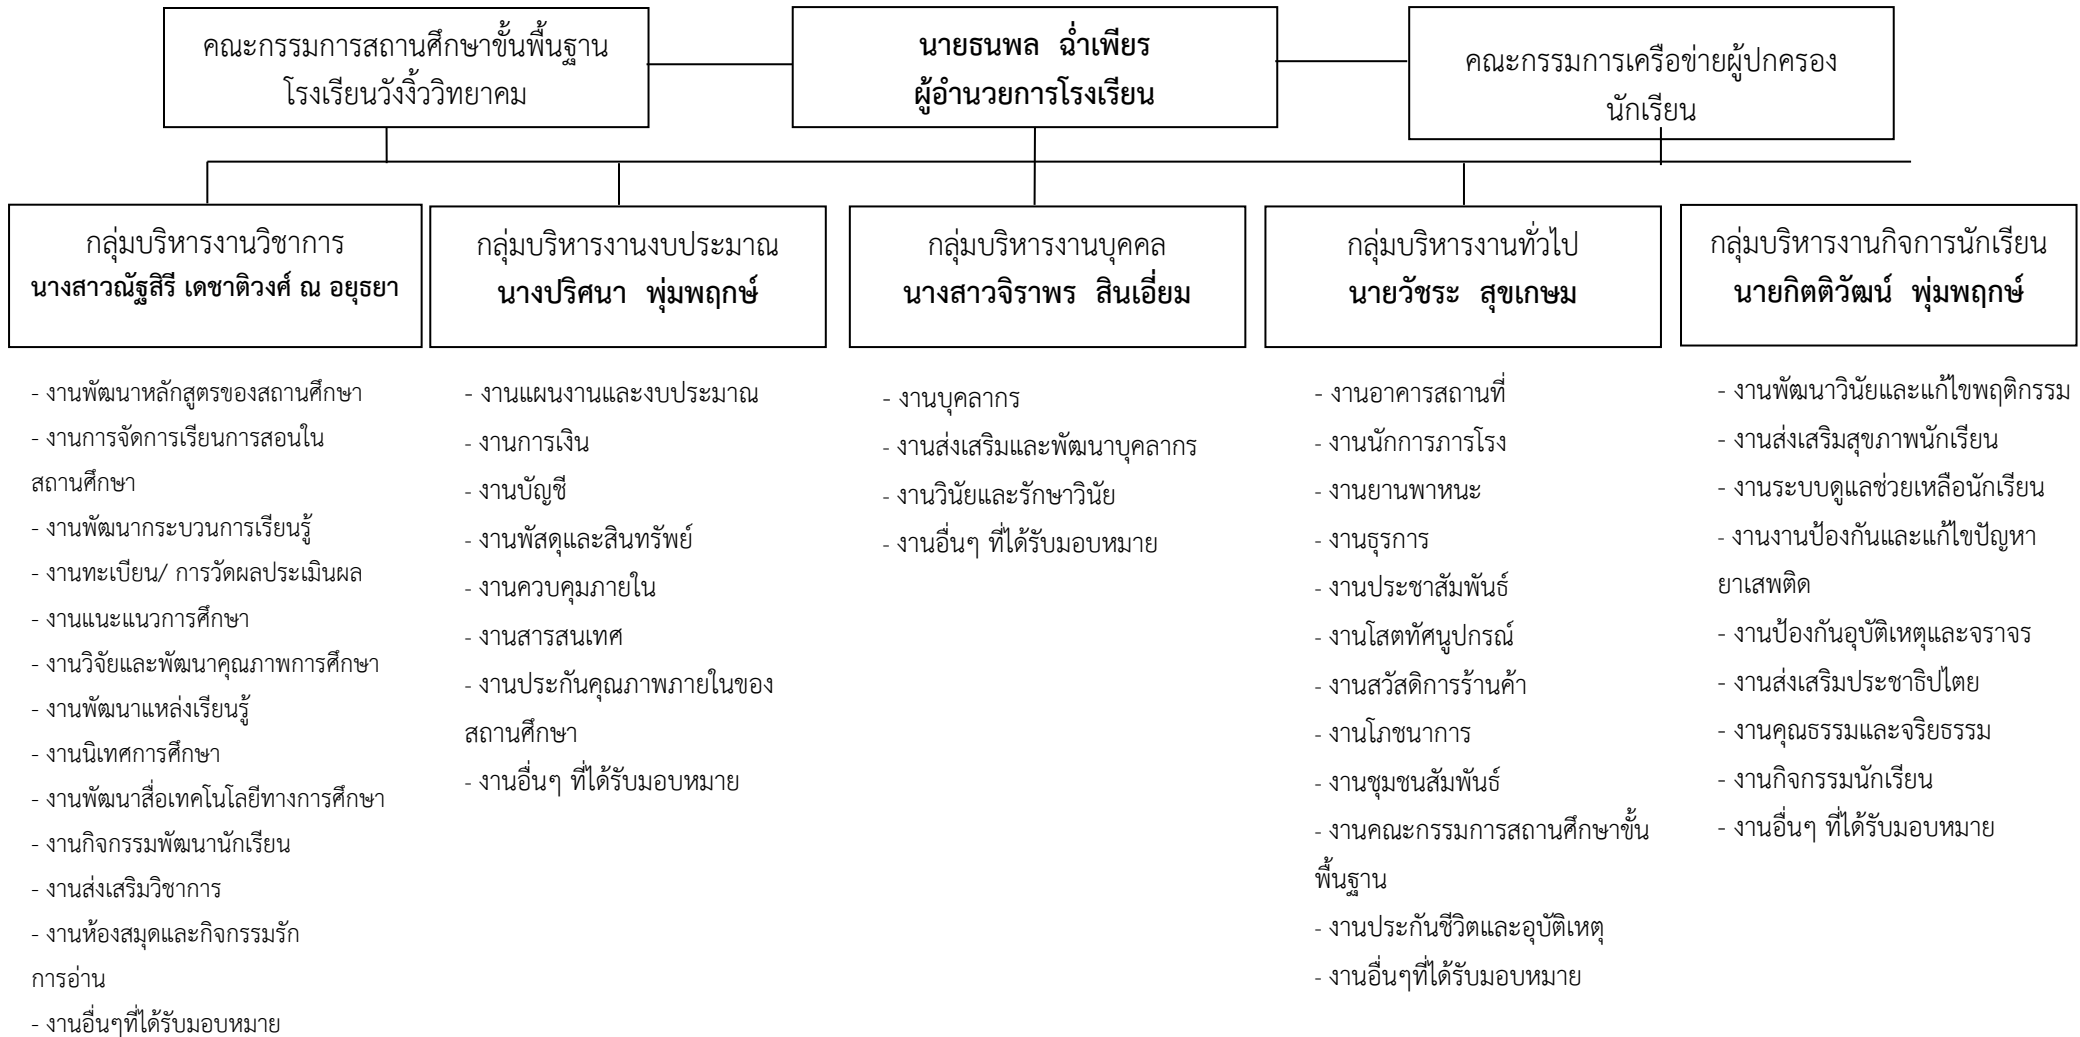 คณะกรรมการสถานศึกษาขั้นพื้นฐาน
โรงเรียนวังงิ้ววิทยาคม
นายธนพล ฉ่ำเพียร
ผู้อำนวยการโรงเรียน
คณะกรรมการเครือข่ายผู้ปกครอง
นักเรียน
กลุ่มบริหารงานวิชาการ
นางสาวณัฐสิรี เดชาติวงศ์ ณ อยุธยา
- งานพัฒนาหลักสูตรของสถานศึกษา
- งานการจัดการเรียนการสอนใน
สถานศึกษา
- งานพัฒนากระบวนการเรียนรู้
- งานทะเบียน/ การวัดผลประเมินผล
- งานแนะแนวการศึกษา
- งานวิจัยและพัฒนาคุณภาพการศึกษา
- งานพัฒนาแหล่งเรียนรู้
- งานนิเทศการศึกษา
- งานพัฒนาสื่อเทคโนโลยีทางการศึกษา
- งานกิจกรรมพัฒนานักเรียน
- งานส่งเสริมวิชาการ
- งานห้องสมุดและกิจกรรมรัก
การอ่าน
- งานอื่นๆที่ได้รับมอบหมาย
กลุ่มบริหารงานงบประมาณ
นางปริศนา พุ่มพฤกษ์
- งานแผนงานและงบประมาณ
- งานการเงิน
- งานบัญชี
- งานพัสดุและสินทรัพย์
- งานควบคุมภายใน
- งานสารสนเทศ
- งานประกันคุณภาพภายในของ
สถานศึกษา
- งานอื่นๆ ที่ได้รับมอบหมาย
กลุ่มบริหารงานบุคคล
นางสาวจิราพร สินเอี่ยม
- งานบุคลากร
- งานส่งเสริมและพัฒนาบุคลากร
- งานวินัยและรักษาวินัย
- งานอื่นๆ ที่ได้รับมอบหมาย
กลุ่มบริหารงานทั่วไป
นายวัชระ สุขเกษม
- งานอาคารสถานที่
- งานนักการภารโรง
- งานยานพาหนะ
- งานธุรการ
- งานประชาสัมพันธ์
- งานโสตทัศนูปกรณ์
- งานสวัสดิการร้านค้า
- งานโภชนาการ
- งานชุมชนสัมพันธ์
- งานคณะกรรมการสถานศึกษาขั้น
พื้นฐาน
- งานประกันชีวิตและอุบัติเหตุ
- งานอื่นๆที่ได้รับมอบหมาย
กลุ่มบริหารงานกิจการนักเรียน
นายกิตติวัฒน์ พุ่มพฤกษ์
- งานพัฒนาวินัยและแก้ไขพฤติกรรม
- งานส่งเสริมสุขภาพนักเรียน
- งานระบบดูแลช่วยเหลือนักเรียน
- งานงานป้องกันและแก้ไขปัญหา
ยาเสพติด
- งานป้องกันอุบัติเหตุและจราจร
- งานส่งเสริมประชาธิปไตย
- งานคุณธรรมและจริยธรรม
- งานกิจกรรมนักเรียน
- งานอื่นๆ ที่ได้รับมอบหมาย